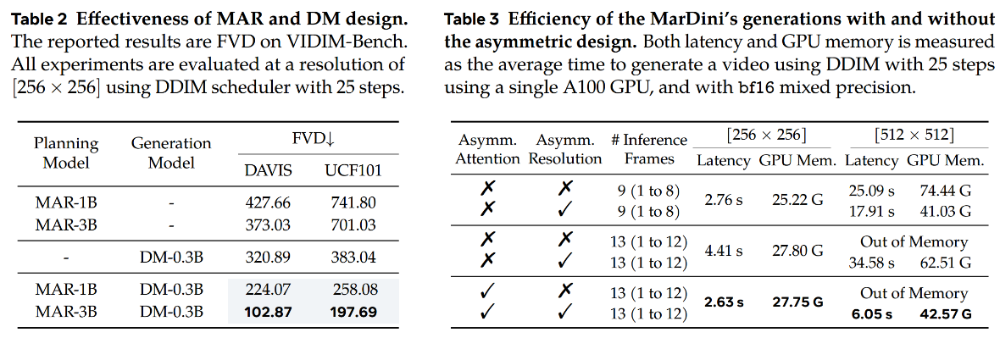 Table 2 Effectiveness of MAR and DM design.
The reported results are FVD on VIDIM-Bench.
All experiments are evaluated at a resolution of
[256 × 256] using DDIM scheduler with 25 steps.
Planning Model Generation Model FVD↓
DAVIS UCF101
MAR-1B - 427.66 741.80
MAR-3B - 373.03 701.03
- DM-0.3B 320.89 383.04
MAR-1B DM-0.3B 224.07 258.08
MAR-3B DM-0.3B 102.87 197.69
Table 3 Efficiency of the MarDini's generations with and without
the asymmetric design. Both latency and GPU memory is measured
as the average time to generate a video using DDIM with 25 steps
using a single A100 GPU, and with bf16 mixed precision.
Asymm. Asymm. # Inference [256 × 256] [512 × 512]
Attention Resolution Frames Latency GPU Mem. Latency GPU Mem.
✗ ✗ 9 (1 to 8) 2.76 s 25.22 G 25.09 s 74.44 G
✗ ✓ 9 (1 to 8) 17.91 s 41.03 G
✗ ✗ 13 (1 to 12) 4.41 s 27.80 G Out of Memory
✗ ✓ 13 (1 to 12) 34.58 s 62.51 G
✓ ✗ 13 (1 to 12) 2.63 s 27.75 G Out of Memory
✓ ✓ 13 (1 to 12) 6.05 s 42.57 G